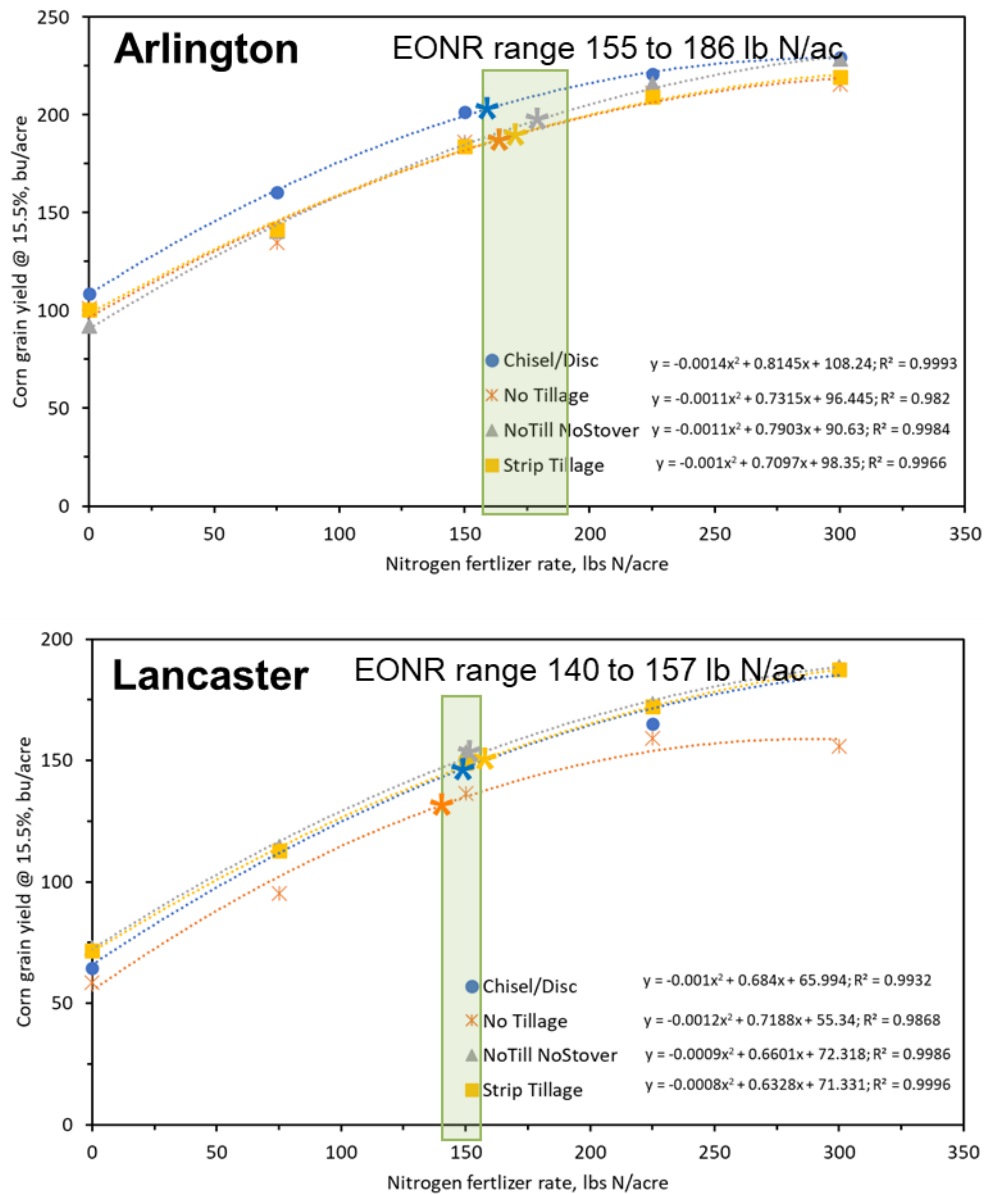 Arlington
EONR range 155 to 186 lb N/ac
250
200
150
100
50
0
Corn grain yield @ 15.5%, bu/acre
Chisel/Disc y = -0.0014x² + 0.8145x + 108.24; R² = 0.9993
No Tillage y = -0.0011x² + 0.7315x + 96.445; R² = 0.982
NoTill NoStover y = -0.0011x² + 0.7903x + 90.63; R² = 0.9984
Strip Tillage y = -0.001x² + 0.7097x + 98.35; R² = 0.9966
0 50 100 150 200 250 300 350
Nitrogen fertlizer rate, lbs N/acre
Lancaster
EONR range 140 to 157 lb N/ac
200
150
100
50
0
Corn grain yield @ 15.5%, bu/acre
Chisel/Disc y = -0.001x² + 0.684x + 65.994; R² = 0.9932
No Tillage y = -0.0012x² + 0.7188x + 55.34; R² = 0.9868
NoTill NoStover y = -0.0009x² + 0.6601x + 72.318; R² = 0.9986
Strip Tillage y = -0.0008x² + 0.6328x + 71.331; R² = 0.9996
0 50 100 150 200 250 300 350
Nitrogen fertlizer rate, lbs N/acre